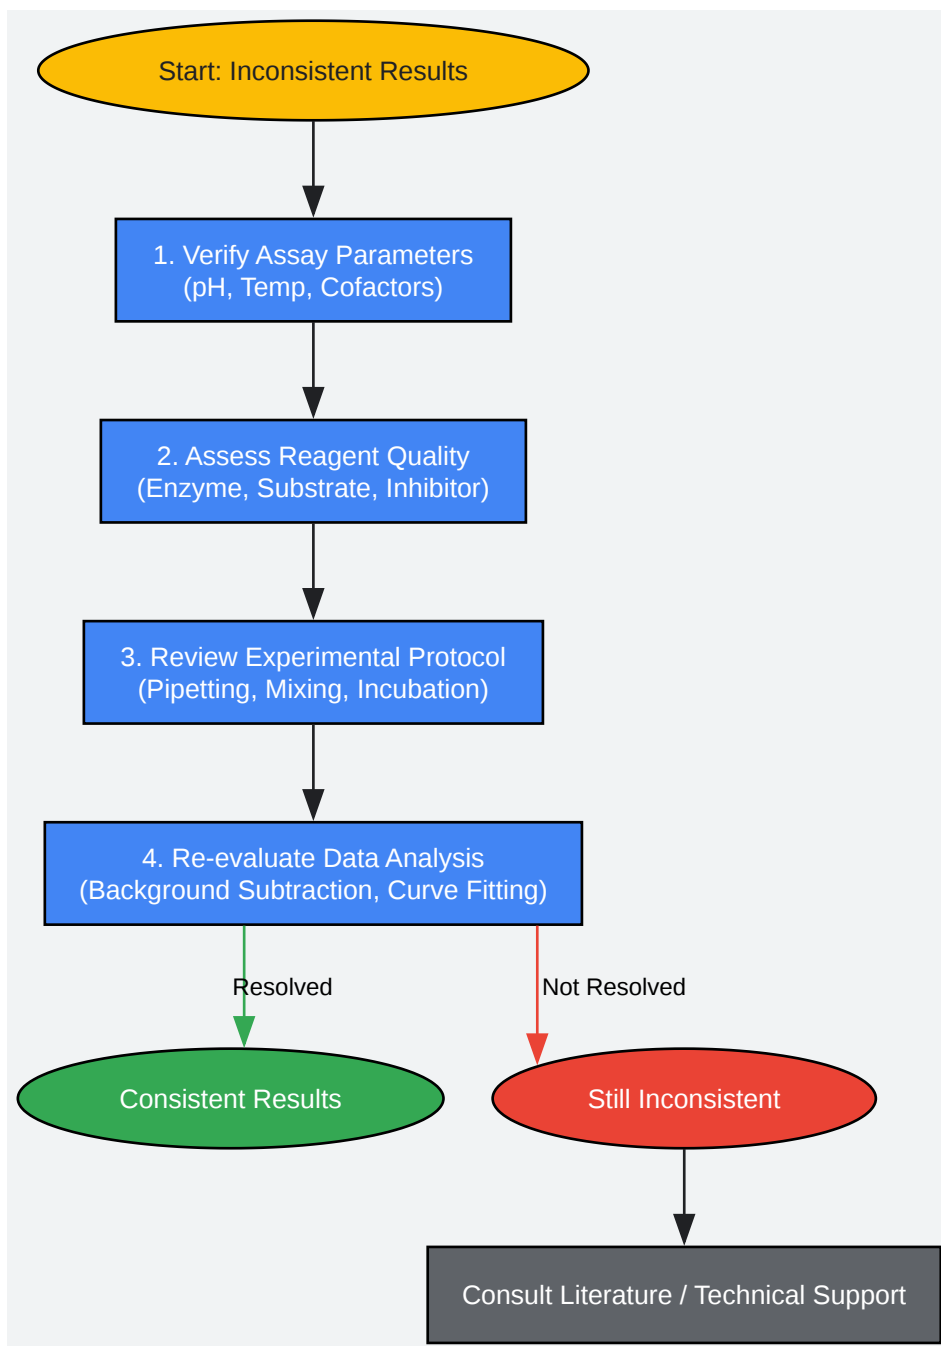 Start: Inconsistent Results
1. Verify Assay Parameters
(pH, Temp, Cofactors)
2. Assess Reagent Quality
(Enzyme, Substrate, Inhibitor)
3. Review Experimental Protocol
(Pipetting, Mixing, Incubation)
4. Re-evaluate Data Analysis
(Background Subtraction, Curve Fitting)
Resolved
Not Resolved
Consistent Results
Still Inconsistent
Consult Literature / Technical Support